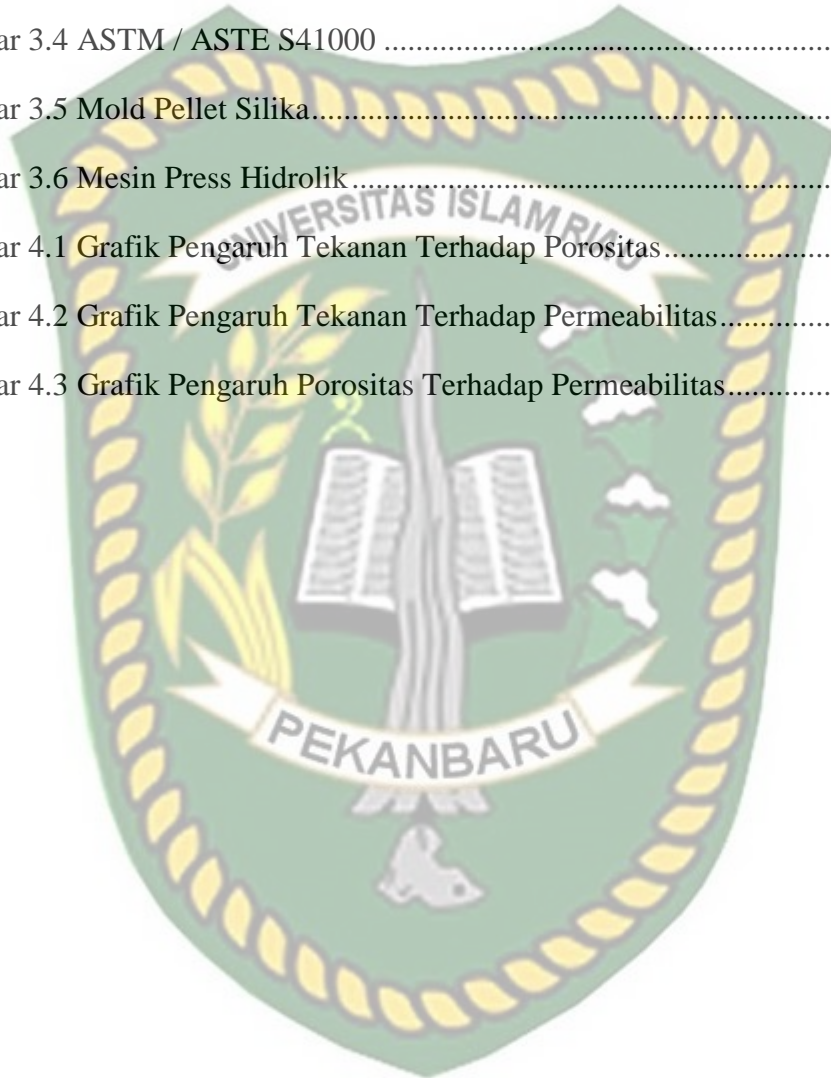 ar 3.4 ASTM / ASTE S41000 ........................................................
ar 3.5 Mold Pellet Silika.................................................................
ar 3.6 Mesin Press Hidrolik ............................................................
UNIVERSITAS ISLAM RIAU
ar 4.1 Grafik Pengaruh Tekanan Terhadap Porositas.....................
ar 4.2 Grafik Pengaruh Tekanan Terhadap Permeabilitas..............
ar 4.3 Grafik Pengaruh Porositas Terhadap Permeabilitas.............
PEKANBARU